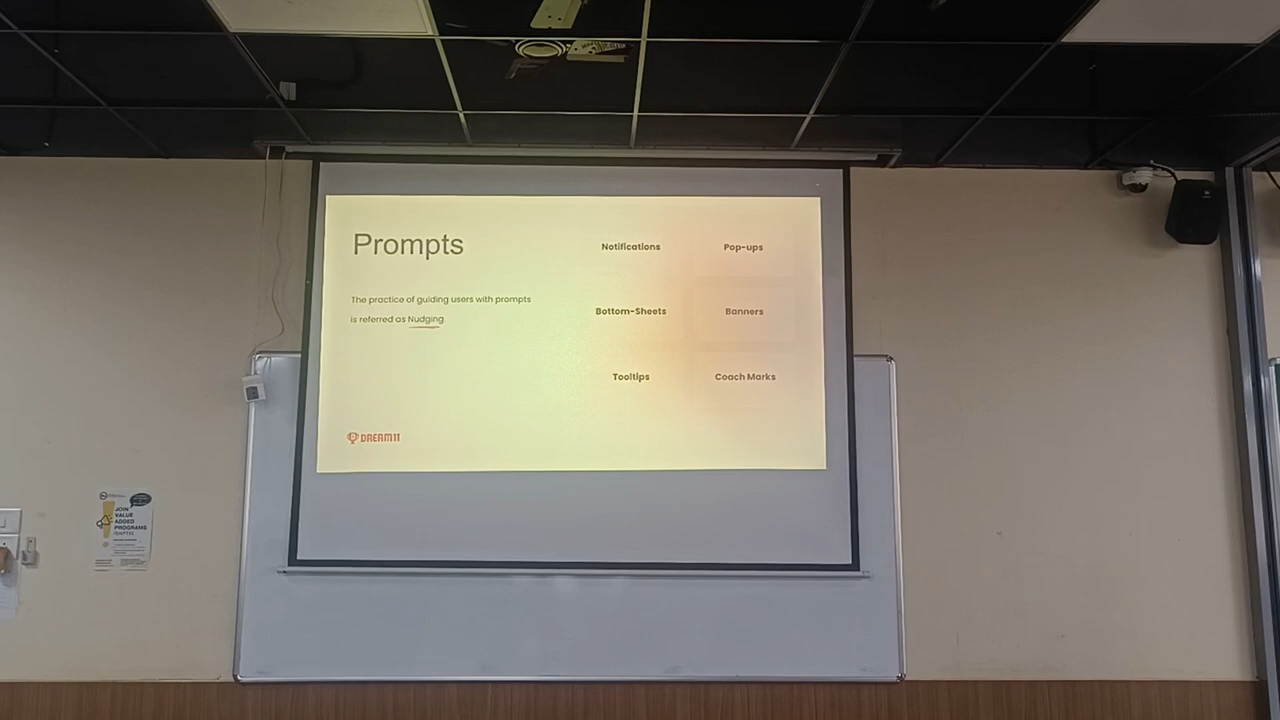 Prompts
The practice of guiding users with prompts
is referred as Nudging
Notifications
Pop-ups
Bottom-Sheets
Banners
Tooltips
Coach Marks
DREAM11
JOIN
VALUE
ADDED
PROGRAMS